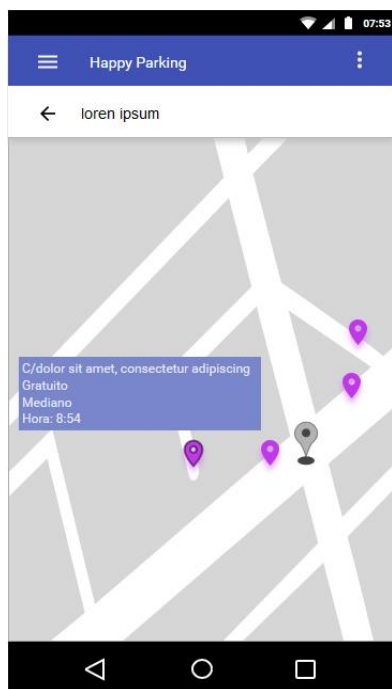 07:53
Happy Parking
loren ipsum
C/dolor sit amet, consectetur adipiscing
Gratuito
Mediano
Hora: 8:54